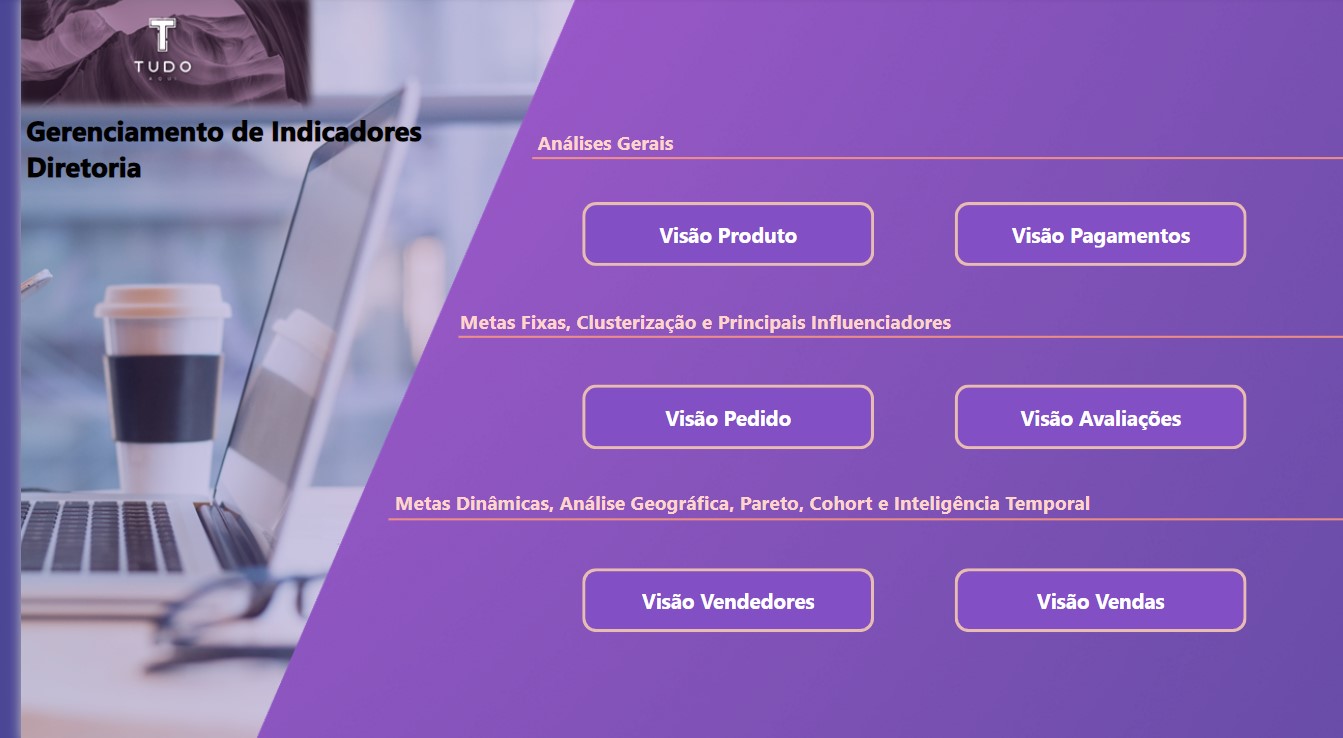 T
TUDO
AQUI
Gerenciamento de Indicadores
Diretoria
Análises Gerais
Visão Produto
Visão Pagamentos
Metas Fixas, Clusterização e Principais Influenciadores
Visão Pedido
Visão Avaliações
Metas Dinâmicas, Análise Geográfica, Pareto, Cohort e Inteligência Temporal
Visão Vendedores
Visão Vendas